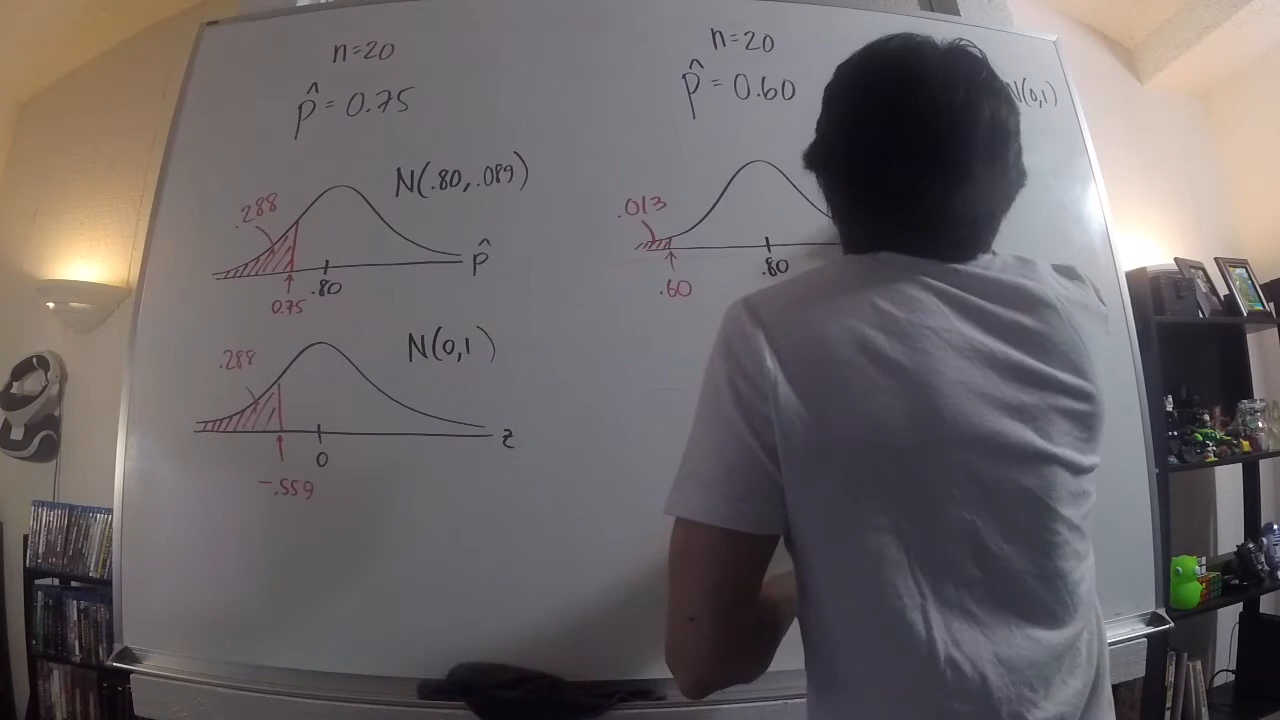 n=20
p̂ = 0.75
N(.80, .089)
.288
p̂
0.75
.80
.288
N(0,1)
z
0
-.559
n=20
p̂ = 0.60
N(0,1)
.013
.80
.60